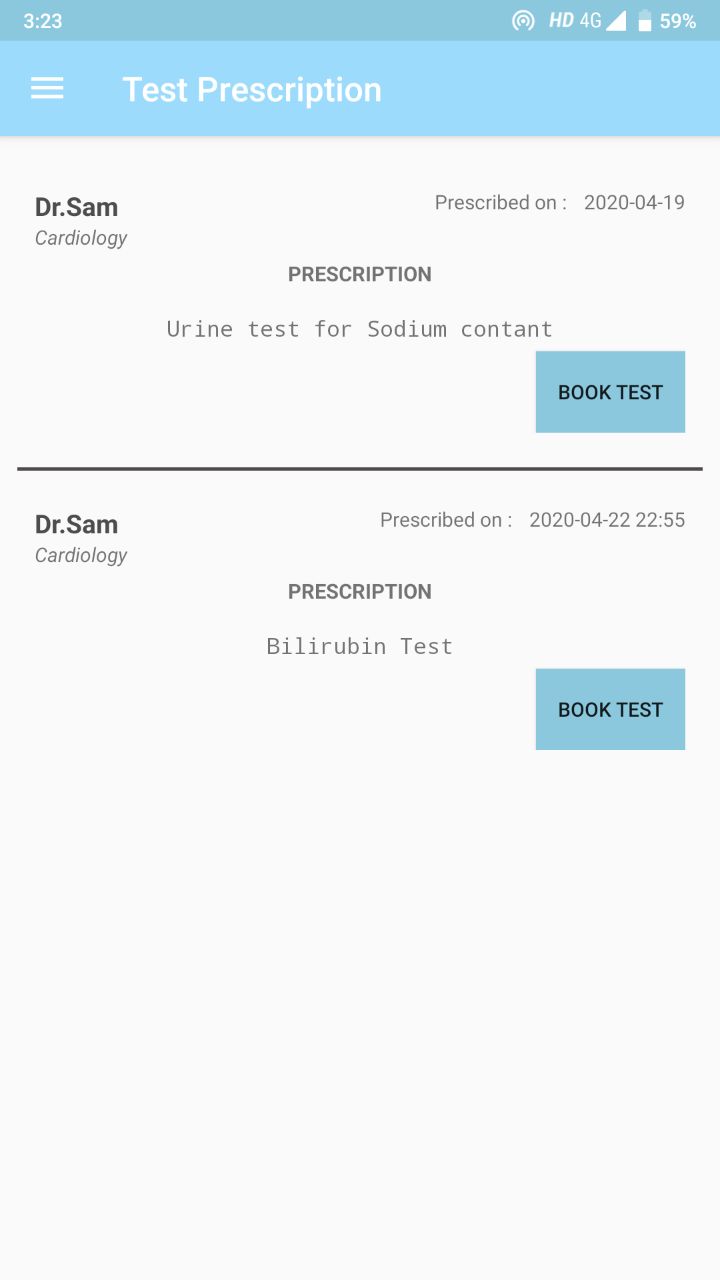 3:23 HD 4G 59%
Test Prescription
Dr.Sam Prescribed on : 2020-04-19
Cardiology
PRESCRIPTION
Urine test for Sodium contant
BOOK TEST
Dr.Sam Prescribed on : 2020-04-22 22:55
Cardiology
PRESCRIPTION
Bilirubin Test
BOOK TEST